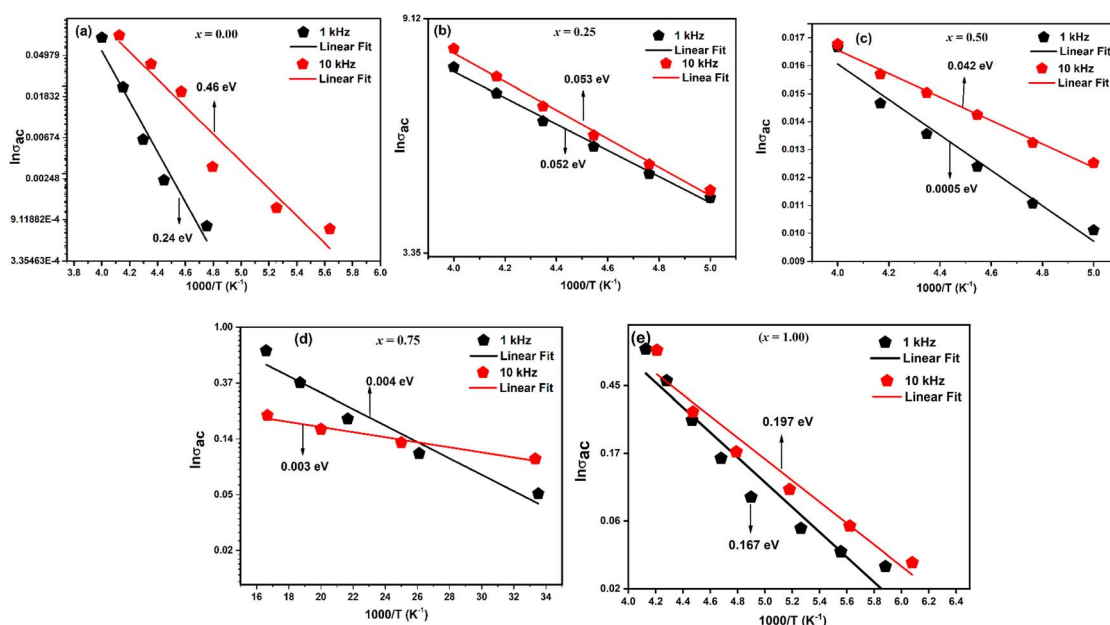 (a)
x = 0.00
1 kHz
Linear Fit
10 kHz
Linear Fit
0.46 eV
0.24 eV
lnσac
0.04979
0.01832
0.00674
0.00248
9.11882E-4
3.35463E-4
3.8 4.0 4.2 4.4 4.6 4.8 5.0 5.2 5.4 5.6 5.8 6.0
1000/T (K-1)
(b)
x = 0.25
1 kHz
Linear Fit
10 kHz
Linea Fit
0.053 eV
0.052 eV
lnσac
9.12
3.35
4.0 4.2 4.4 4.6 4.8 5.0
1000/T (K-1)
(c)
x = 0.50
1 kHz
Linear Fit
10 kHz
Linear Fit
0.042 eV
0.0005 eV
lnσac
0.017
0.016
0.015
0.014
0.013
0.012
0.011
0.010
0.009
4.0 4.2 4.4 4.6 4.8 5.0
1000/T (K-1)
(d)
x = 0.75
1 kHz
Linear Fit
10 kHz
Linear Fit
0.004 eV
0.003 eV
lnσac
1.00
0.37
0.14
0.05
0.02
16 18 20 22 24 26 28 30 32 34
1000/T (K-1)
(e)
(x = 1.00)
1 kHz
Linear Fit
10 kHz
Linear Fit
0.197 eV
0.167 eV
lnσac
0.45
0.17
0.06
0.02
4.0 4.2 4.4 4.6 4.8 5.0 5.2 5.4 5.6 5.8 6.0 6.2 6.4
1000/T (K-1)